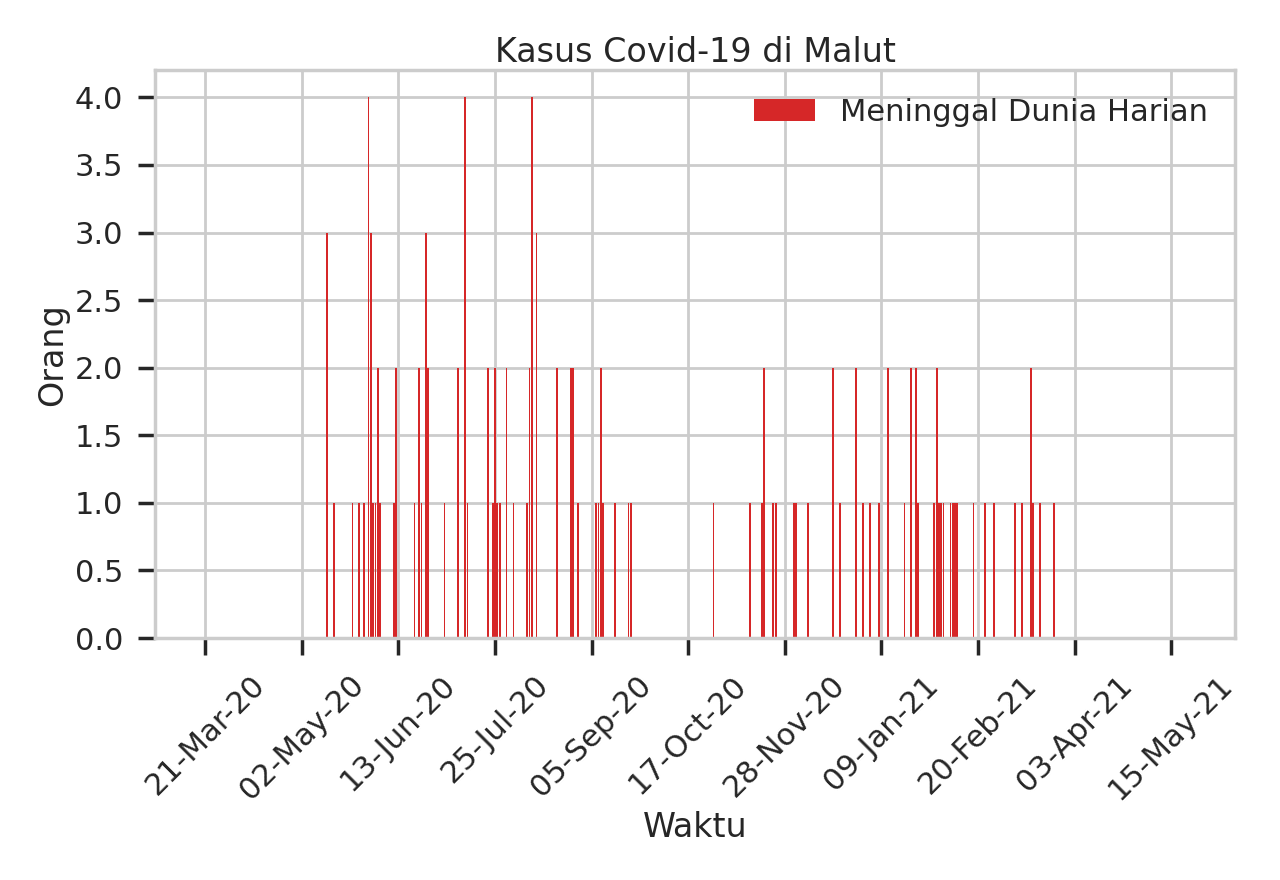 Kasus Covid-19 di Malut
Meninggal Dunia Harian
Orang
4.0
3.5
3.0
2.5
2.0
1.5
1.0
0.5
0.0
21-Mar-20
02-May-20
13-Jun-20
25-Jul-20
05-Sep-20
17-Oct-20
28-Nov-20
09-Jan-21
20-Feb-21
03-Apr-21
15-May-21
Waktu